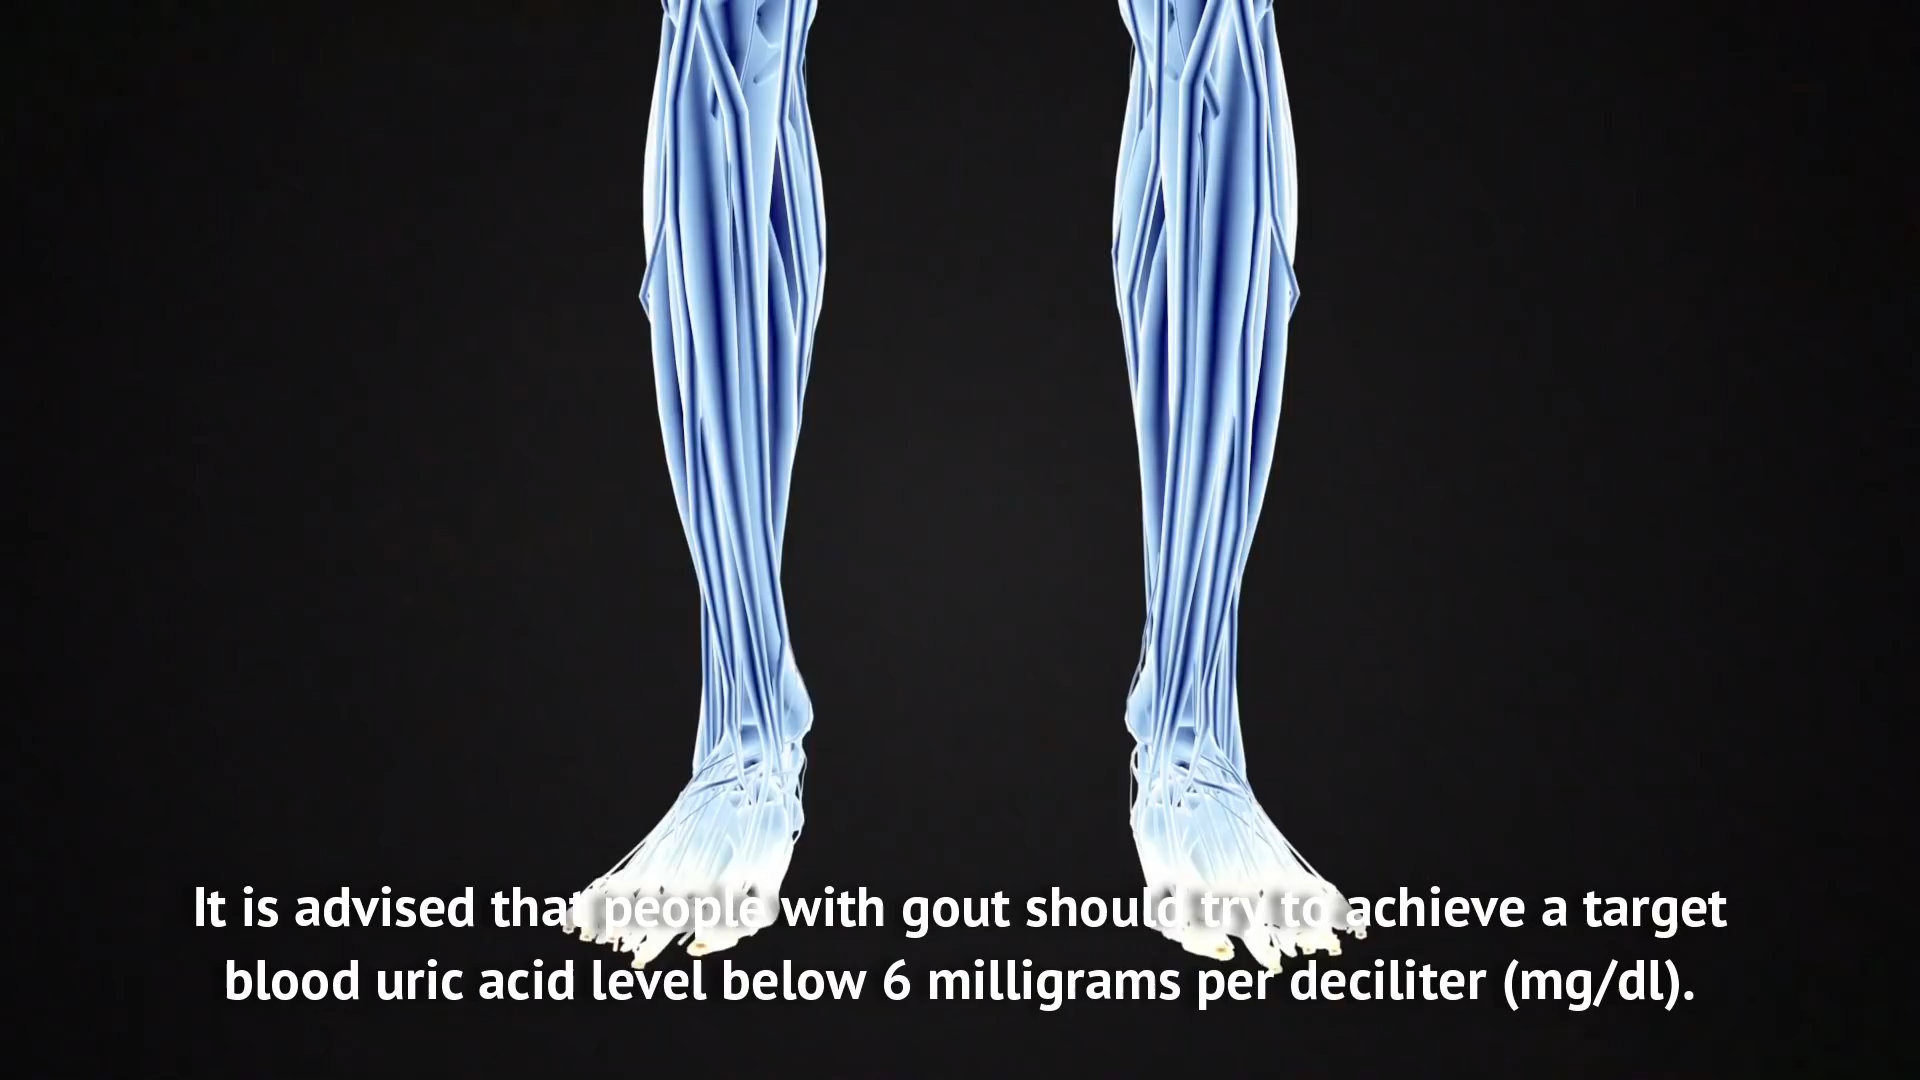 It is advised that people with gout should try to achieve a target
blood uric acid level below 6 milligrams per deciliter (mg/dl).